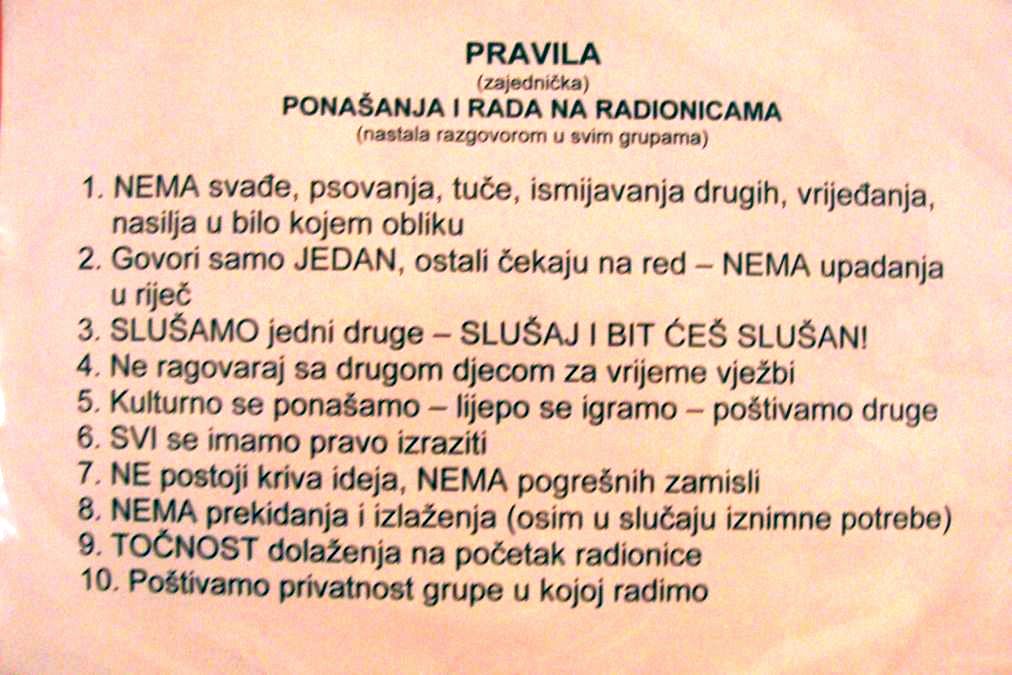 PRAVILA
(zajednička)
PONAŠANJA I RADA NA RADIONICAMA
(nastala razgovorom u svim grupama)
1. NEMA svađe, psovanja, tuče, ismijavanja drugih, vrijeđanja,
nasilja u bilo kojem obliku
2. Govori samo JEDAN, ostali čekaju na red – NEMA upadanja
u riječ
3. SLUŠAMO jedni druge – SLUŠAJ I BIT ĆEŠ SLUŠAN!
4. Ne ragovaraj sa drugom djecom za vrijeme vježbi
5. Kulturno se ponašamo – lijepo se igramo – poštivamo druge
6. SVI se imamo pravo izraziti
7. NE postoji kriva ideja, NEMA pogrešnih zamisli
8. NEMA prekidanja i izlaženja (osim u slučaju iznimne potrebe)
9. TOČNOST dolaženja na početak radionice
10. Poštivamo privatnost grupe u kojoj radimo